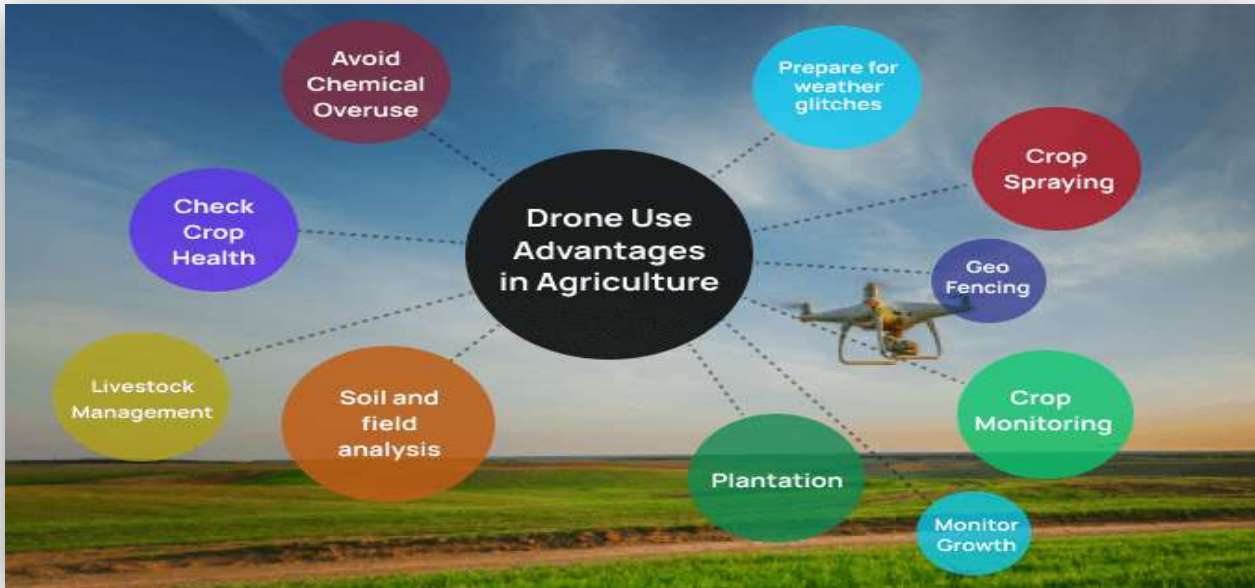 Avoid
Chemical
Overuse
Prepare for
weather
glitches
Crop
Spraying
Check
Crop
Health
Drone Use
Advantages
in Agriculture
Geo
Fencing
Livestock
Management
Soil and
field
analysis
Crop
Monitoring
Plantation
Monitor
Growth